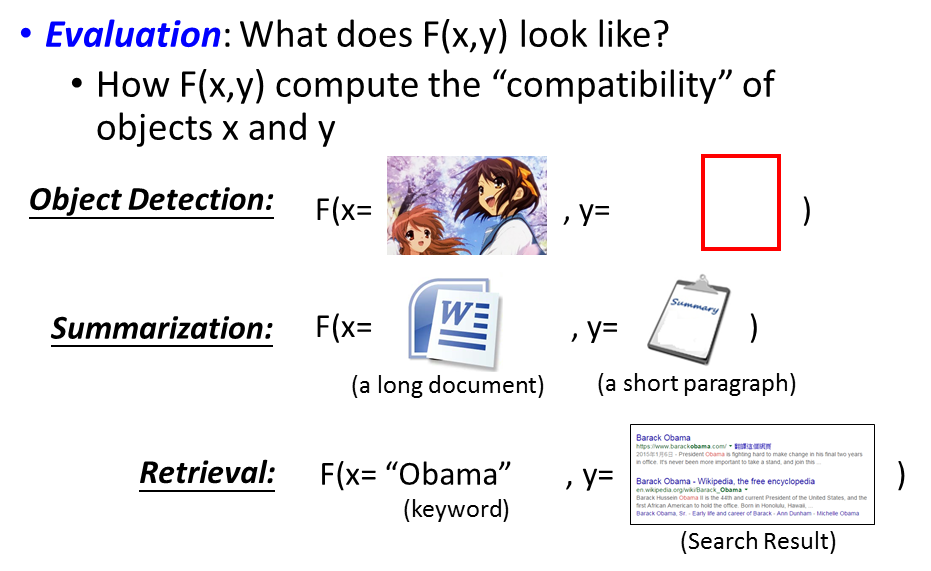 • Evaluation: What does F(x,y) look like?
• How F(x,y) compute the “compatibility” of
objects x and y
Object Detection: F(x= , y= )
Summarization: F(x= W , y= Summary )
(a long document) (a short paragraph)
Retrieval: F(x= “Obama” , y= )
(keyword)
Barack Obama
https://www.barackobama.com/ ▾ 翻譯這個網頁
2015年1月6日 - President Obama is fighting hard to make change in his final two years
in office. It's never been more important to take a stand, and join this ...
Barack Obama - Wikipedia, the free encyclopedia
en.wikipedia.org/wiki/Barack_Obama ▾
Barack Hussein Obama II is the 44th and current President of the United States, and the
first African American to hold the office. Born in Honolulu, Hawaii, ...
Barack Obama, Sr. - Early life and career of Barack - Ann Dunham - Michelle Obama
(Search Result)